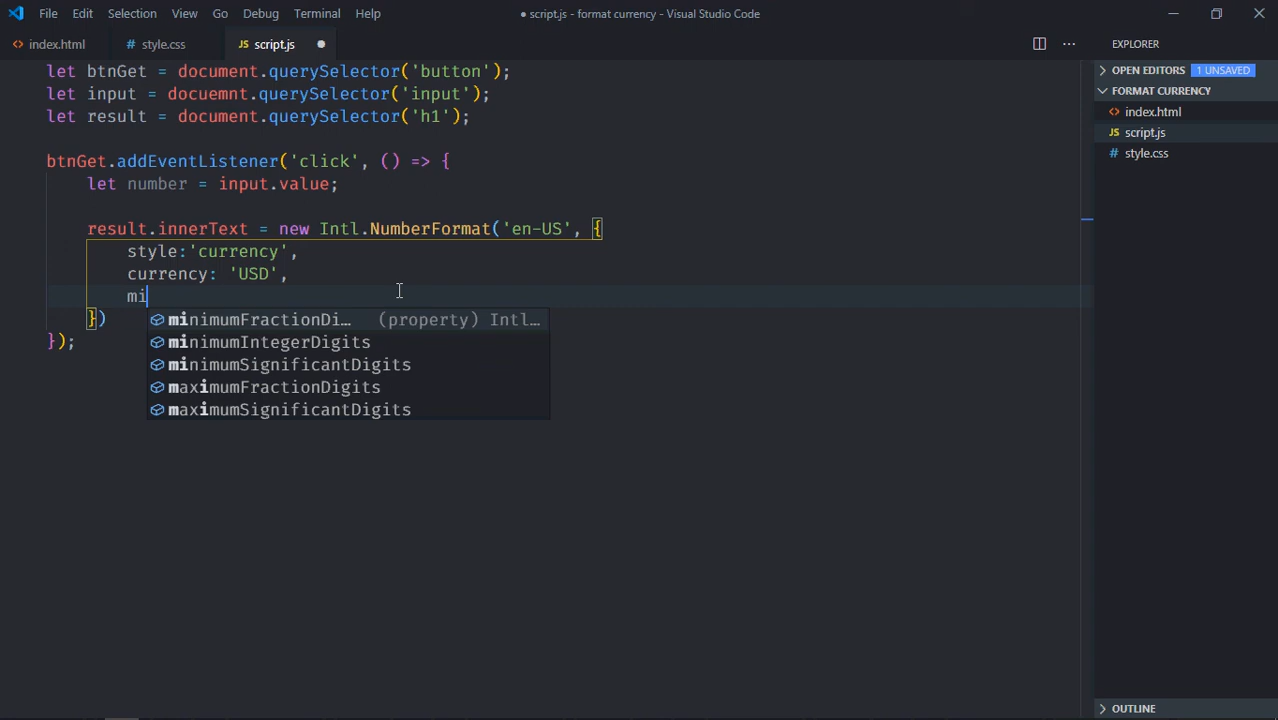 File Edit Selection View Go Debug Terminal Help
● script.js - format currency - Visual Studio Code
<> index.html # style.css JS script.js ●
EXPLORER
let btnGet = document.querySelector('button');
let input = docuemnt.querySelector('input');
let result = document.querySelector('h1');
btnGet.addEventListener('click', () => {
let number = input.value;
result.innerText = new Intl.NumberFormat('en-US', {
style:'currency',
currency: 'USD',
mi
})
});
minimumFractionDi… (property) Intl…
minimumIntegerDigits
minimumSignificantDigits
maximumFractionDigits
maximumSignificantDigits
OPEN EDITORS 1 UNSAVED
FORMAT CURRENCY
<> index.html
JS script.js
# style.css
OUTLINE